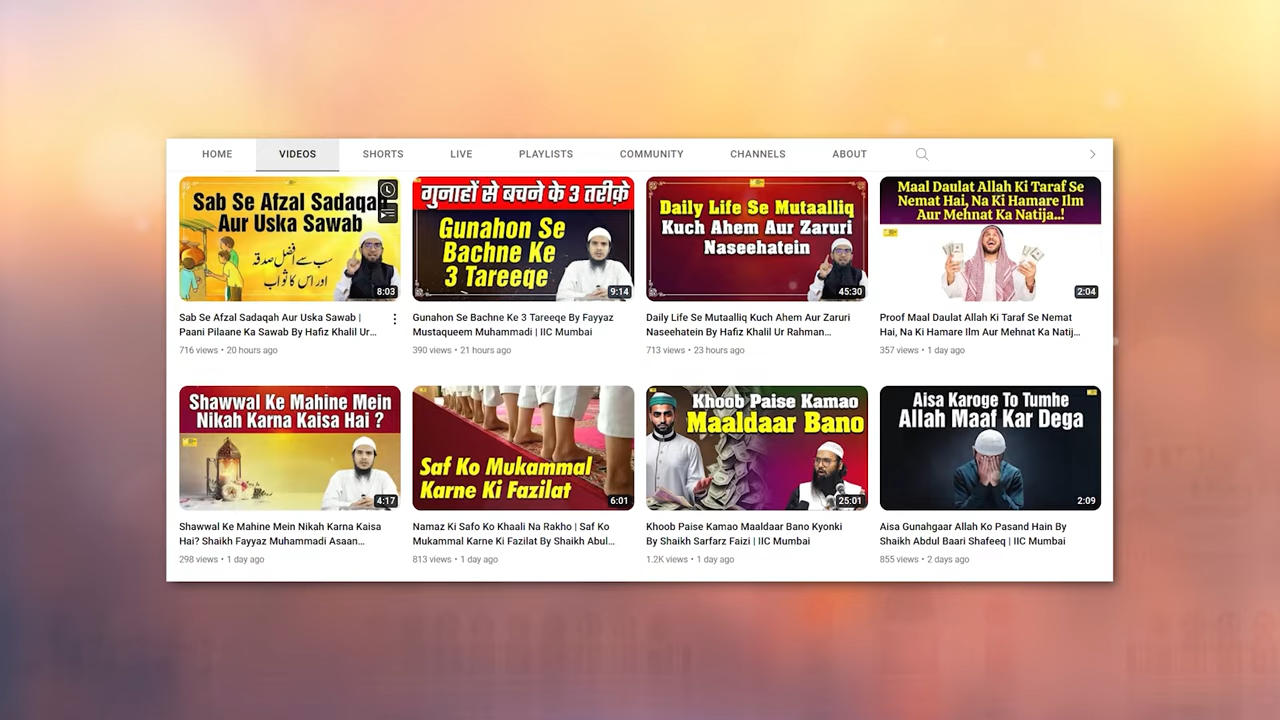 HOME VIDEOS SHORTS LIVE PLAYLISTS COMMUNITY CHANNELS ABOUT
Sab Se Afzal Sadaqah
Aur Uska Sawab
سب سے افضل صدقہ
اور اس کا ثواب
8:03
Sab Se Afzal Sadaqah Aur Uska Sawab |
Paani Pilaane Ka Sawab By Hafiz Khalil Ur...
716 views • 20 hours ago
गुनाहों से बचने के 3 तरीक़े
Gunahon Se
Bachne Ke
3 Tareeqe
9:14
Gunahon Se Bachne Ke 3 Tareeqe By Fayyaz
Mustaqueem Muhammadi | IIC Mumbai
390 views • 21 hours ago
Daily Life Se Mutaalliq
Kuch Ahem Aur Zaruri
Naseehatein
45:30
Daily Life Se Mutaalliq Kuch Ahem Aur Zaruri
Naseehatein By Hafiz Khalil Ur Rahman...
713 views • 23 hours ago
Maal Daulat Allah Ki Taraf Se
Nemat Hai, Na Ki Hamare Ilm
Aur Mehnat Ka Natija..!
2:04
Proof Maal Daulat Allah Ki Taraf Se Nemat
Hai, Na Ki Hamare Ilm Aur Mehnat Ka Natij...
357 views • 1 day ago
Shawwal Ke Mahine Mein
Nikah Karna Kaisa Hai ?
4:17
Shawwal Ke Mahine Mein Nikah Karna Kaisa
Hai? Shaikh Fayyaz Muhammadi Asaan...
298 views • 1 day ago
Saf Ko Mukammal
Karne Ki Fazilat
6:01
Namaz Ki Safo Ko Khaali Na Rakho | Saf Ko
Mukammal Karne Ki Fazilat By Shaikh Abul...
813 views • 1 day ago
Khoob Paise Kamao
Maaldaar Bano
25:01
Khoob Paise Kamao Maaldaar Bano Kyonki
By Shaikh Sarfarz Faizi | IIC Mumbai
1.2K views • 1 day ago
Aisa Karoge To Tumhe
Allah Maaf Kar Dega
2:09
Aisa Gunahgaar Allah Ko Pasand Hain By
Shaikh Abdul Baari Shafeeq | IIC Mumbai
855 views • 2 days ago